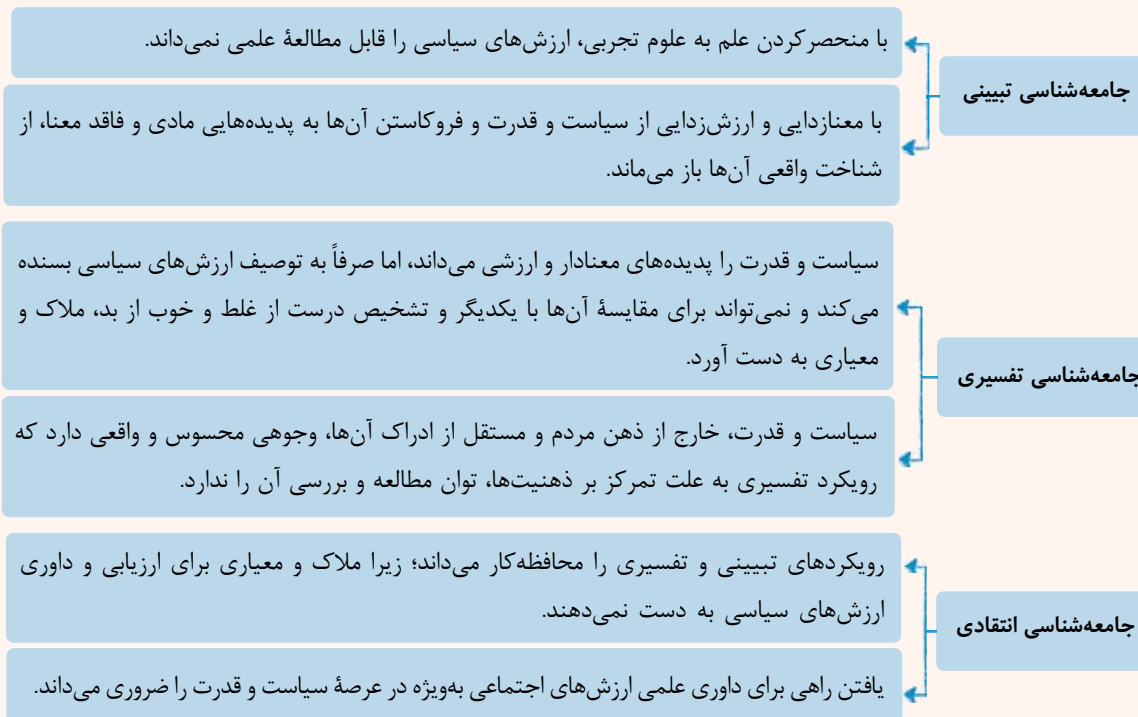 جامعه‌شناسی تبیینی
با منحصرکردن علم به علوم تجربی، ارزش‌های سیاسی را قابل مطالعهٔ علمی نمی‌داند.
با معنازدایی و ارزش‌زدایی از سیاست و قدرت و فروکاستن آن‌ها به پدیده‌هایی مادی و فاقد معنا، از
شناخت واقعی آن‌ها باز می‌ماند.
جامعه‌شناسی تفسیری
سیاست و قدرت را پدیده‌های معنادار و ارزشی می‌داند، اما صرفاً به توصیف ارزش‌های سیاسی بسنده
می‌کند و نمی‌تواند برای مقایسهٔ آن‌ها با یکدیگر و تشخیص درست از غلط و خوب از بد، ملاک و
معیاری به دست آورد.
سیاست و قدرت، خارج از ذهن مردم و مستقل از ادراک آن‌ها، وجوهی محسوس و واقعی دارد که
رویکرد تفسیری به علت تمرکز بر ذهنیت‌ها، توان مطالعه و بررسی آن را ندارد.
جامعه‌شناسی انتقادی
رویکردهای تبیینی و تفسیری را محافظه‌کار می‌داند؛ زیرا ملاک و معیاری برای ارزیابی و داوری
ارزش‌های سیاسی به دست نمی‌دهند.
یافتن راهی برای داوری علمی ارزش‌های اجتماعی به‌ویژه در عرصهٔ سیاست و قدرت را ضروری می‌داند.